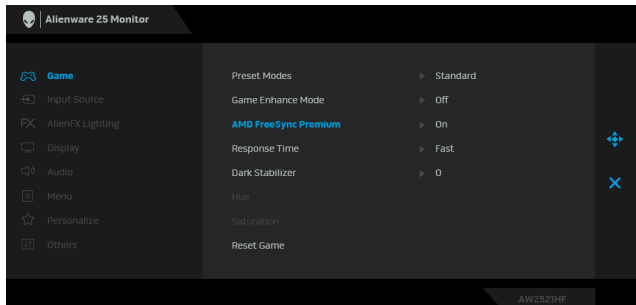 Alienware 25 Monitor
Game
Input Source
AlienFX Lighting
Display
Audio
Menu
Personalize
Others
Preset Modes Standard
Game Enhance Mode Off
AMD FreeSync Premium On
Response Time Fast
Dark Stabilizer 0
Hue
Saturation
Reset Game
AW2521HF